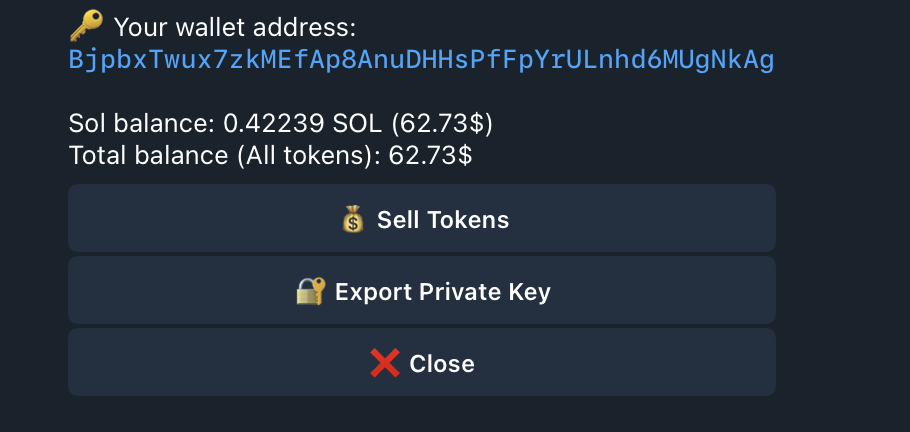 🔑 Your wallet address:
BjpbxTwux7zkMEfAp8AnuDHHsPfFpYrULnhd6MUgNkAg
Sol balance: 0.42239 SOL (62.73$)
Total balance (All tokens): 62.73$
💰 Sell Tokens
🔐 Export Private Key
❌ Close